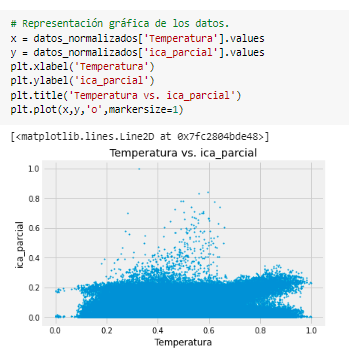 # Representación gráfica de los datos.
x = datos_normalizados['Temperatura'].values
y = datos_normalizados['ica_parcial'].values
plt.xlabel('Temperatura')
plt.ylabel('ica_parcial')
plt.title('Temperatura vs. ica_parcial')
plt.plot(x,y,'o',markersize=1)
[<matplotlib.lines.Line2D at 0x7fc2804bde48>]
Temperatura vs. ica_parcial
1.0
0.8
0.6
0.4
0.2
0.0
ica_parcial
0.0 0.2 0.4 0.6 0.8 1.0
Temperatura